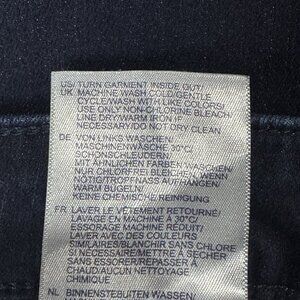 US/ TURN GARMENT INSIDE OUT/
UK MACHINE WASH COLD/GENTLE
CYCLE/WASH WITH LIKE COLORS/
USE ONLY NON-CHLORINE BLEACH/
LINE DRY/WARM IRON IF
NECESSARY/DO NOT DRY CLEAN
DE VON LINKS WASCHEN/
MASCHINENWÄSCHE 30°C/
SCHONSCHLEUDERN/
MIT ÄHNLICHEN FARBEN WASCHEN/
NUR CHLORFREI BLEICHEN, WENN
NÖTIG/TROPFNASS AUFHÄNGEN/
WARM BÜGELN/
KEINE CHEMISCHE REINIGUNG
FR LAVER LE VÊTEMENT RETOURNÉ/
LAVAGE EN MACHINE À 30°C/
ESSORAGE MACHINE RÉDUIT/
LAVER AVEC DES COULEURS
SIMILAIRES/BLANCHIR SANS CHLORE
SI NECESSAIRE/METTRE À SECHER
SANS ESSORER/REPASSER À
CHAUD/AUCUN NETTOYAGE
CHIMIQUE
NL BINNENSTEBUITEN WASSEN/